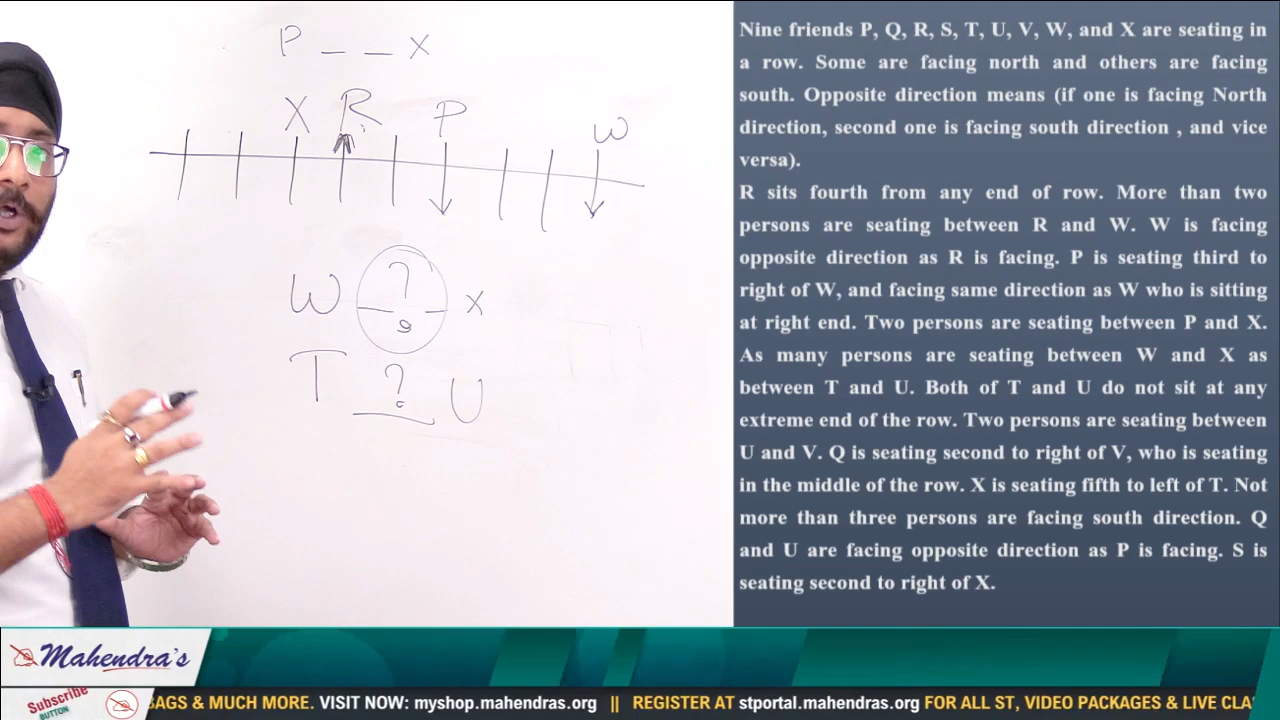 P _ _ X
X R P W
W ? X
T ? U
Nine friends P, Q, R, S, T, U, V, W, and X are seating in
a row. Some are facing north and others are facing
south. Opposite direction means (if one is facing North
direction, second one is facing south direction , and vice
versa).
R sits fourth from any end of row. More than two
persons are seating between R and W. W is facing
opposite direction as R is facing. P is seating third to
right of W, and facing same direction as W who is sitting
at right end. Two persons are seating between P and X.
As many persons are seating between W and X as
between T and U. Both of T and U do not sit at any
extreme end of the row. Two persons are seating between
U and V. Q is seating second to right of V, who is seating
in the middle of the row. X is seating fifth to left of T. Not
more than three persons are facing south direction. Q
and U are facing opposite direction as P is facing. S is
seating second to right of X.
Mahendra's
Subscribe
BUTTON
BAGS & MUCH MORE. VISIT NOW: myshop.mahendras.org || REGISTER AT stportal.mahendras.org FOR ALL ST, VIDEO PACKAGES & LIVE CLA